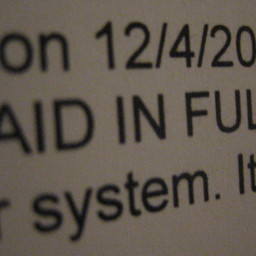 on 12/4/20
AID IN FUL
r system. It